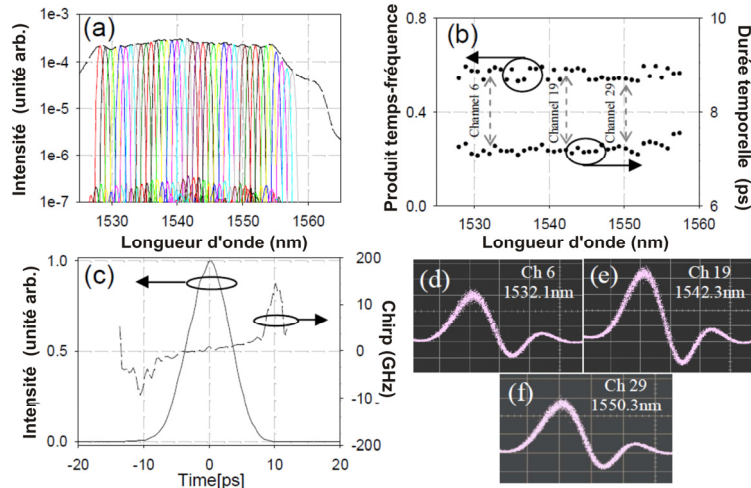 (a)
Intensité (unité arb.)
1e-3
1e-4
1e-5
1e-6
1e-7
1530
1540
1550
1560
Longueur d'onde (nm)
(b)
Produit temps-fréquence
0.8
0.4
0.0
Channel 6
Channel 19
Channel 29
10
8
6
Durée temporelle (ps)
1530
1540
1550
1560
Longueur d'onde (nm)
(c)
Intensité (unité arb.)
1.0
0.5
0.0
200
100
0
-100
-200
Chirp (GHz)
-20
-10
0
10
20
Time[ps]
(d)
Ch 6
1532.1nm
(e)
Ch 19
1542.3nm
(f)
Ch 29
1550.3nm